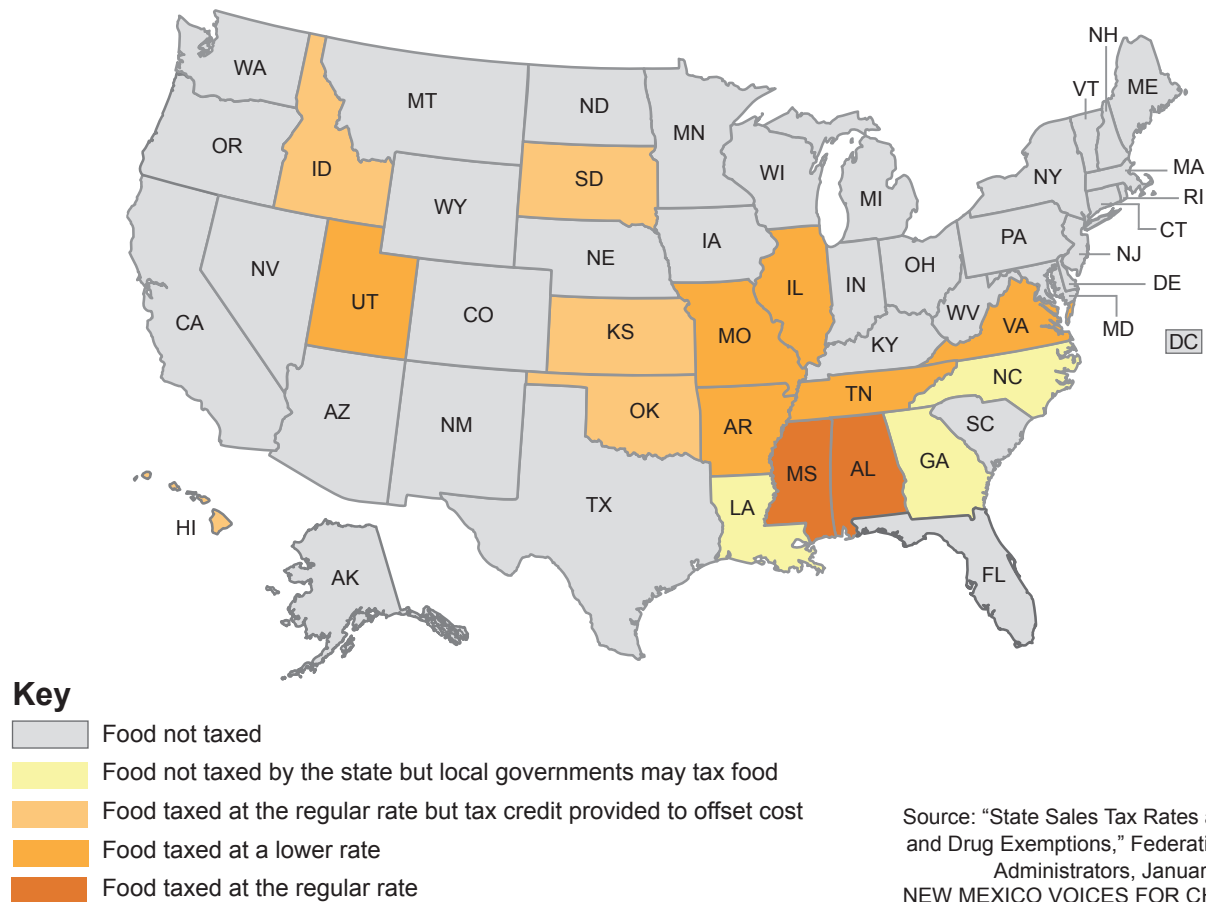 NH
WA
VT
ME
MT
ND
MN
OR
ID
SD
WI
NY
MA
MI
RI
WY
CT
PA
IA
NE
NJ
OH
NV
IN
IL
DE
UT
CO
WV
CA
VA
MD
KS
MO
KY
DC
NC
TN
OK
AZ
NM
AR
SC
MS
AL
GA
TX
LA
HI
AK
FL
Key
Food not taxed
Food not taxed by the state but local governments may tax food
Food taxed at the regular rate but tax credit provided to offset cost
Food taxed at a lower rate
Food taxed at the regular rate
Source: “State Sales Tax Rates
and Drug Exemptions,”
Administrators,
NEW MEXICO VOICES FOR